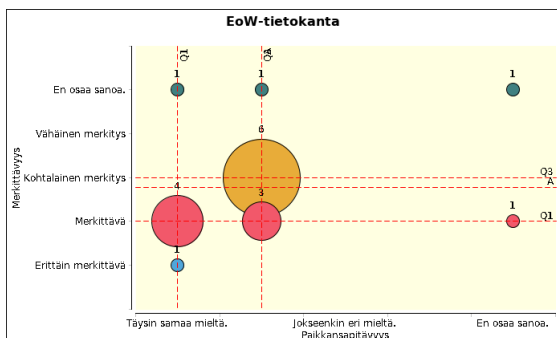 EoW-tietokanta
Q1
1
1
1
En osaa sanoa.
Vähäinen merkitys
6
Kohtalainen merkitys
Q3
A
4
3
1
Merkittävä
Q1
1
Erittäin merkittävä
Merkittävyys
Täysin samaa mieltä.
Jokseenkin eri mieltä.
En osaa sanoa.
Paikkansapitävyys